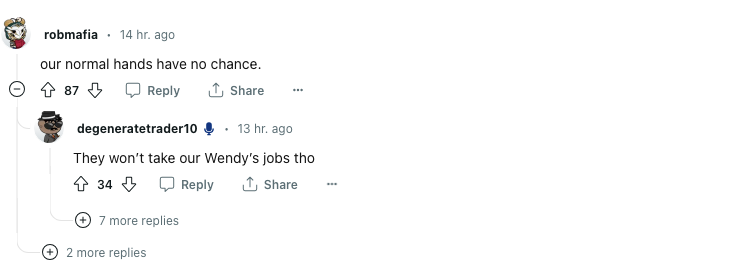 robmafia • 14 hr. ago
our normal hands have no chance.
87 Reply Share ···
degeneratetrader10 • 13 hr. ago
They won’t take our Wendy’s jobs tho
34 Reply Share ···
7 more replies
2 more replies